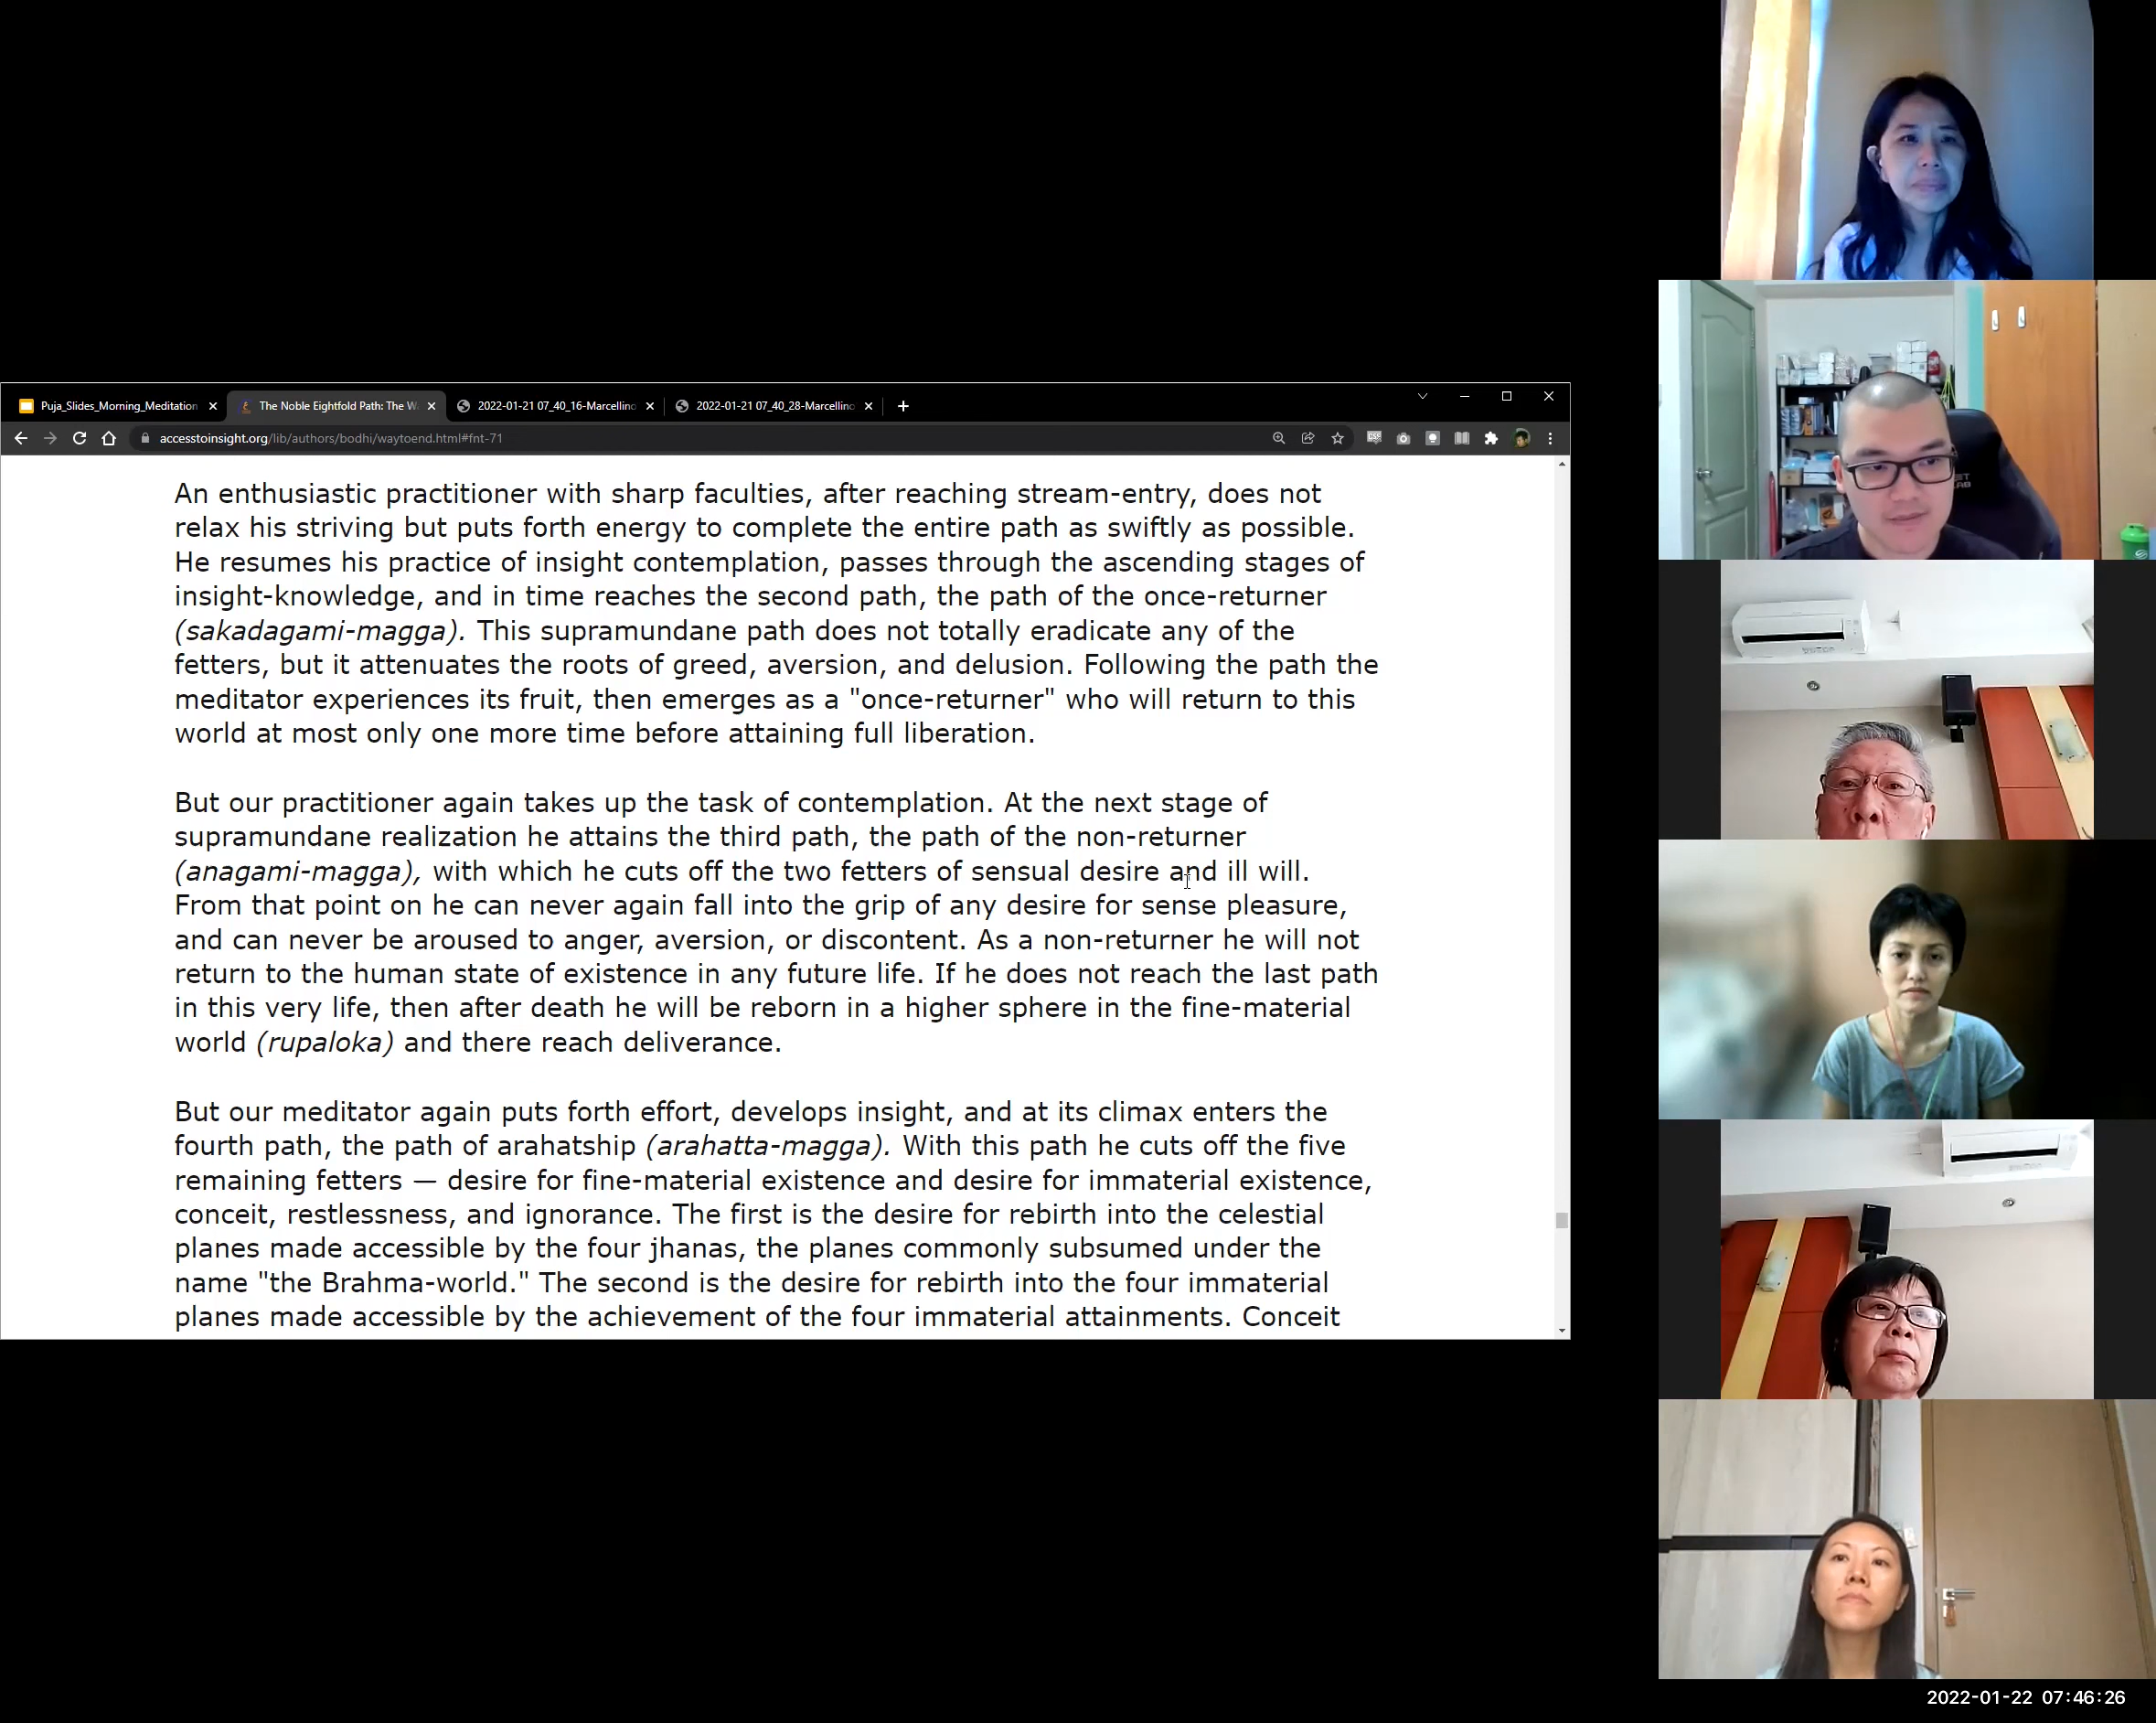 Puja_Slides_Morning_Meditation
The Noble Eightfold Path: The W
2022-01-21 07_40_16-Marcellino
2022-01-21 07_40_28-Marcellino
accesstoinsight.org/lib/authors/bodhi/waytoend.html#fnt-71
An enthusiastic practitioner with sharp faculties, after reaching stream-entry, does not
relax his striving but puts forth energy to complete the entire path as swiftly as possible.
He resumes his practice of insight contemplation, passes through the ascending stages of
insight-knowledge, and in time reaches the second path, the path of the once-returner
(sakadagami-magga). This supramundane path does not totally eradicate any of the
fetters, but it attenuates the roots of greed, aversion, and delusion. Following the path the
meditator experiences its fruit, then emerges as a "once-returner" who will return to this
world at most only one more time before attaining full liberation.
But our practitioner again takes up the task of contemplation. At the next stage of
supramundane realization he attains the third path, the path of the non-returner
(anagami-magga), with which he cuts off the two fetters of sensual desire and ill will.
From that point on he can never again fall into the grip of any desire for sense pleasure,
and can never be aroused to anger, aversion, or discontent. As a non-returner he will not
return to the human state of existence in any future life. If he does not reach the last path
in this very life, then after death he will be reborn in a higher sphere in the fine-material
world (rupaloka) and there reach deliverance.
But our meditator again puts forth effort, develops insight, and at its climax enters the
fourth path, the path of arahatship (arahatta-magga). With this path he cuts off the five
remaining fetters — desire for fine-material existence and desire for immaterial existence,
conceit, restlessness, and ignorance. The first is the desire for rebirth into the celestial
planes made accessible by the four jhanas, the planes commonly subsumed under the
name "the Brahma-world." The second is the desire for rebirth into the four immaterial
planes made accessible by the achievement of the four immaterial attainments. Conceit
2022-01-22 07:46:26